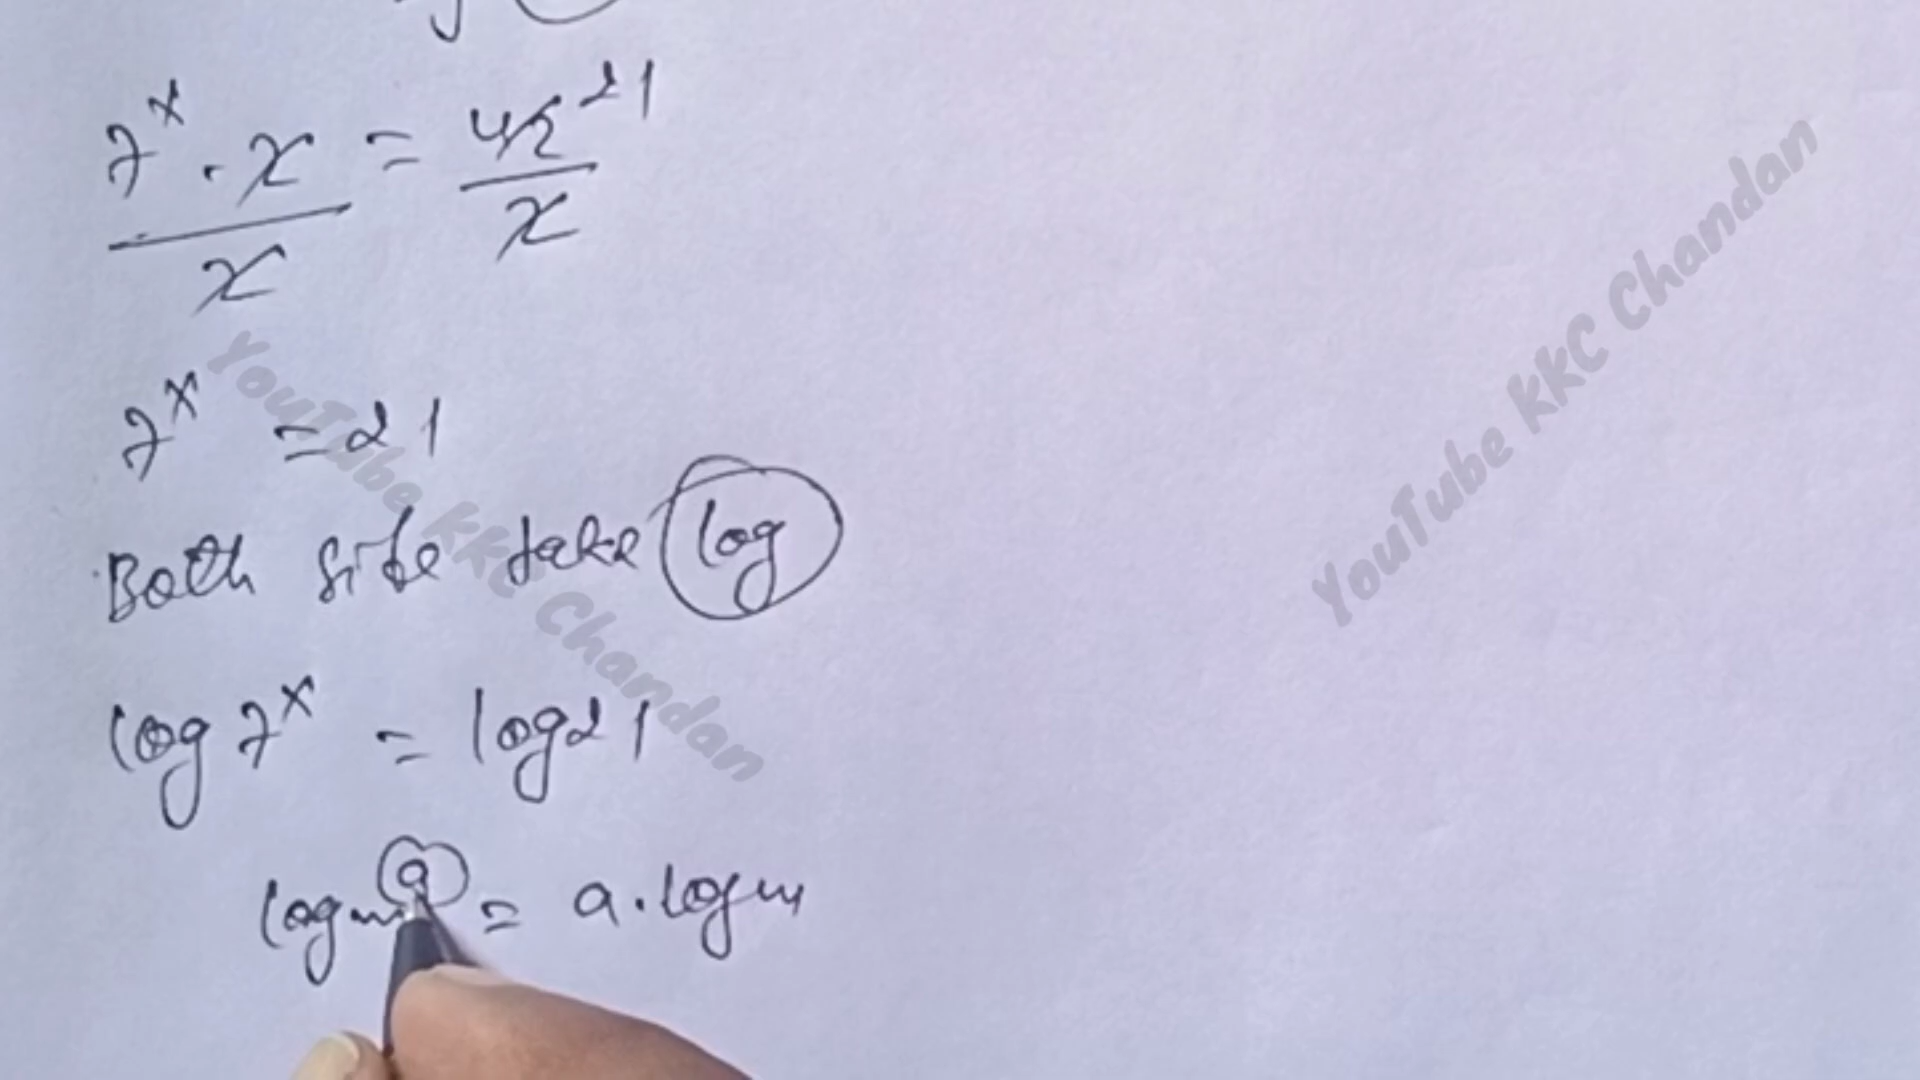 7^x · x / x = 42 21 / x
7^x = 21
Both side take log
log 7^x = log 21
log m^a = a. log m
YouTube KKC Chandan
YouTube KKC Chandan